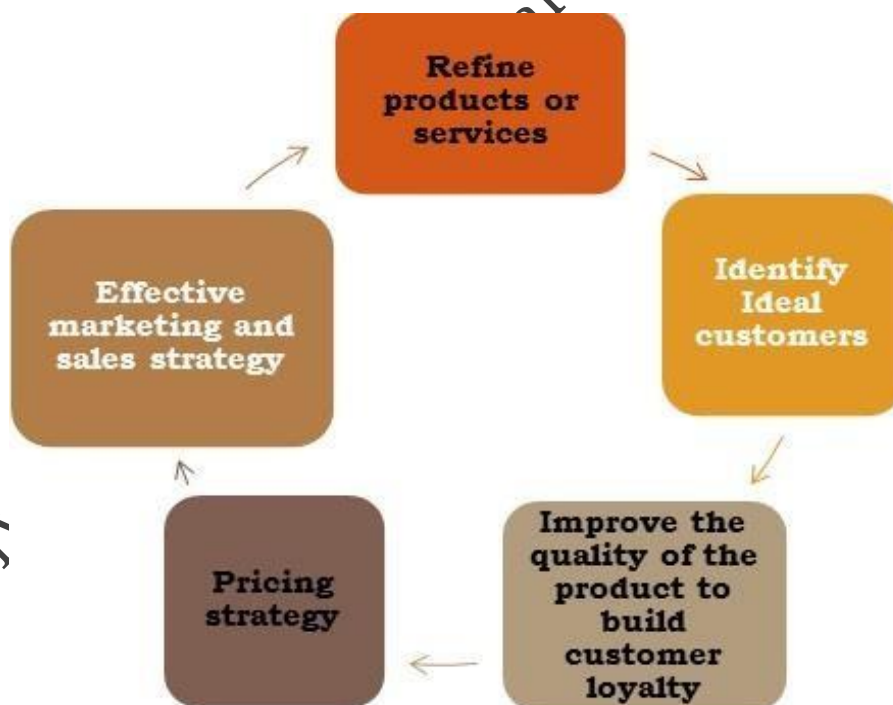 Refine
products or
services
Identify
Ideal
customers
Improve the
quality of the
product to
build
customer
loyalty
Pricing
strategy
Effective
marketing and
sales strategy